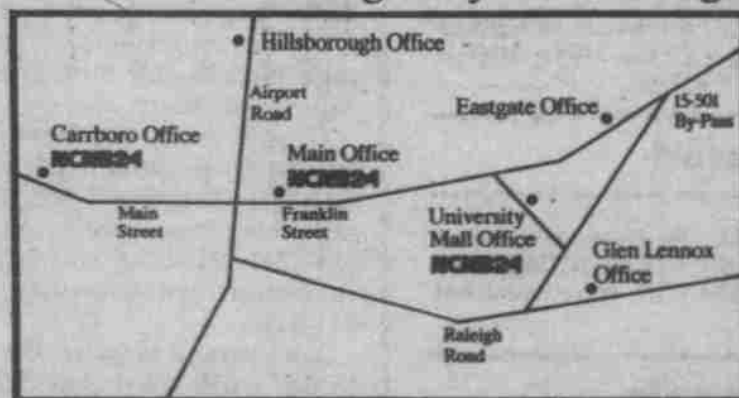 Hillsborough Office
Airport
Road
Eastgate Office
15-501
By-Pass
Carrboro Office
NCNB24
Main Office
NCNB24
Main
Street
Franklin
Street
University
Mall Office
NCNB24
Glen Lennox
Office
Raleigh
Road